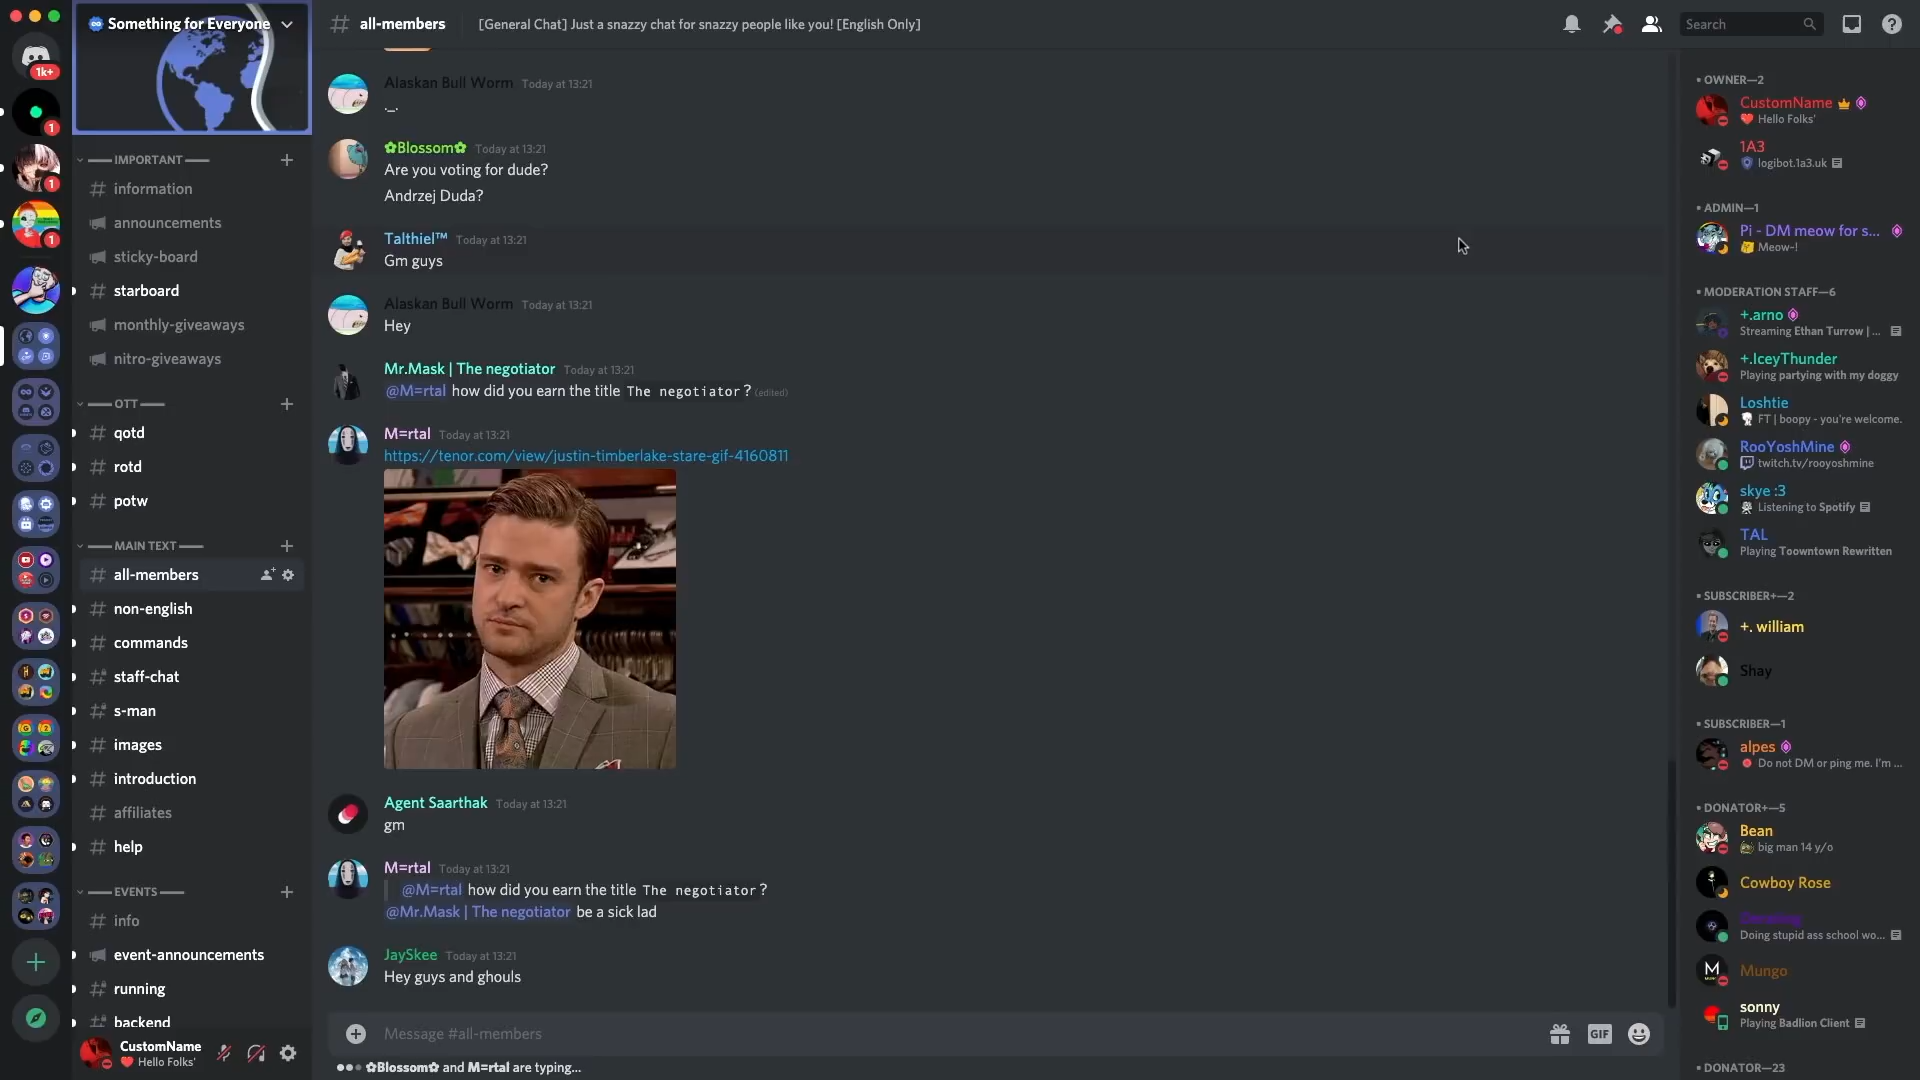 Something for Everyone
all-members
[General Chat] Just a snazzy chat for snazzy people like you! [English Only]
Search
1k+
1
1
1
IMPORTANT
information
announcements
sticky-board
starboard
monthly-giveaways
nitro-giveaways
OTT
qotd
rotd
potw
MAIN TEXT
all-members
non-english
commands
staff-chat
s-man
images
introduction
affiliates
help
EVENTS
info
event-announcements
running
backend
CustomName
❤️ Hello Folks'
Alaskan Bull Worm Today at 13:21
._.
✿Blossom✿ Today at 13:21
Are you voting for dude?
Andrzej Duda?
Talthiel™ Today at 13:21
Gm guys
Alaskan Bull Worm Today at 13:21
Hey
Mr.Mask | The negotiator Today at 13:21
@M=rtal how did you earn the title The negotiator? (edited)
M=rtal Today at 13:21
https://tenor.com/view/justin-timberlake-stare-gif-4160811
Agent Saarthak Today at 13:21
gm
M=rtal Today at 13:21
@M=rtal how did you earn the title The negotiator?
@Mr.Mask | The negotiator be a sick lad
JaySkee Today at 13:21
Hey guys and ghouls
Message #all-members
GIF
✿Blossom✿ and M=rtal are typing...
• OWNER—2
CustomName
❤️ Hello Folks'
1A3
logibot.1a3.uk
• ADMIN—1
Pi - DM meow for s...
Meow~!
• MODERATION STAFF—6
+.arno
Streaming Ethan Turrow | ...
+.IceyThunder
Playing partying with my doggy
Loshtie
FT | boopy - you're welcome.
RooYoshMine
twitch.tv/rooyoshmine
skye :3
Listening to Spotify
TAL
Playing Toowntown Rewritten
• SUBSCRIBER+—2
+. william
Shay
• SUBSCRIBER—1
alpes
Do not DM or ping me. I'm ...
• DONATOR+—5
Bean
big man 14 y/o
Cowboy Rose
Doing stupid ass school wo...
Mungo
sonny
Playing Badlion Client
• DONATOR—23